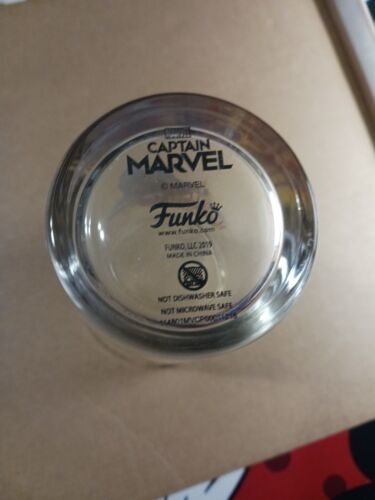 CAPTAIN
MARVEL
© MARVEL
Funko
www.funko.com
FUNKO, LLC 2019
MADE IN CHINA
NOT DISHWASHER SAFE
NOT MICROWAVE SAFE